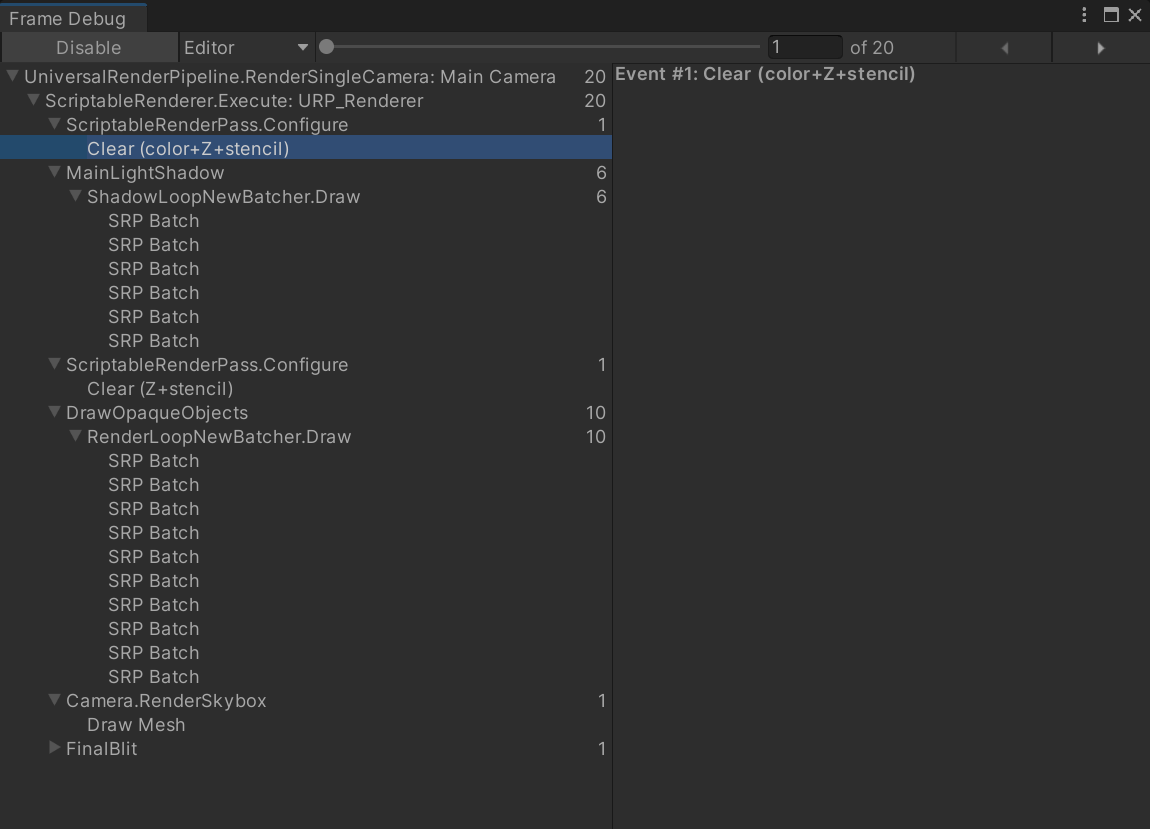 Frame Debug
Disable Editor 1 of 20
UniversalRenderPipeline.RenderSingleCamera: Main Camera 20
ScriptableRenderer.Execute: URP_Renderer 20
ScriptableRenderPass.Configure 1
Clear (color+Z+stencil)
MainLightShadow 6
ShadowLoopNewBatcher.Draw 6
SRP Batch
SRP Batch
SRP Batch
SRP Batch
SRP Batch
SRP Batch
ScriptableRenderPass.Configure 1
Clear (Z+stencil)
DrawOpaqueObjects 10
RenderLoopNewBatcher.Draw 10
SRP Batch
SRP Batch
SRP Batch
SRP Batch
SRP Batch
SRP Batch
SRP Batch
SRP Batch
SRP Batch
SRP Batch
Camera.RenderSkybox 1
Draw Mesh
FinalBlit 1
Event #1: Clear (color+Z+stencil)